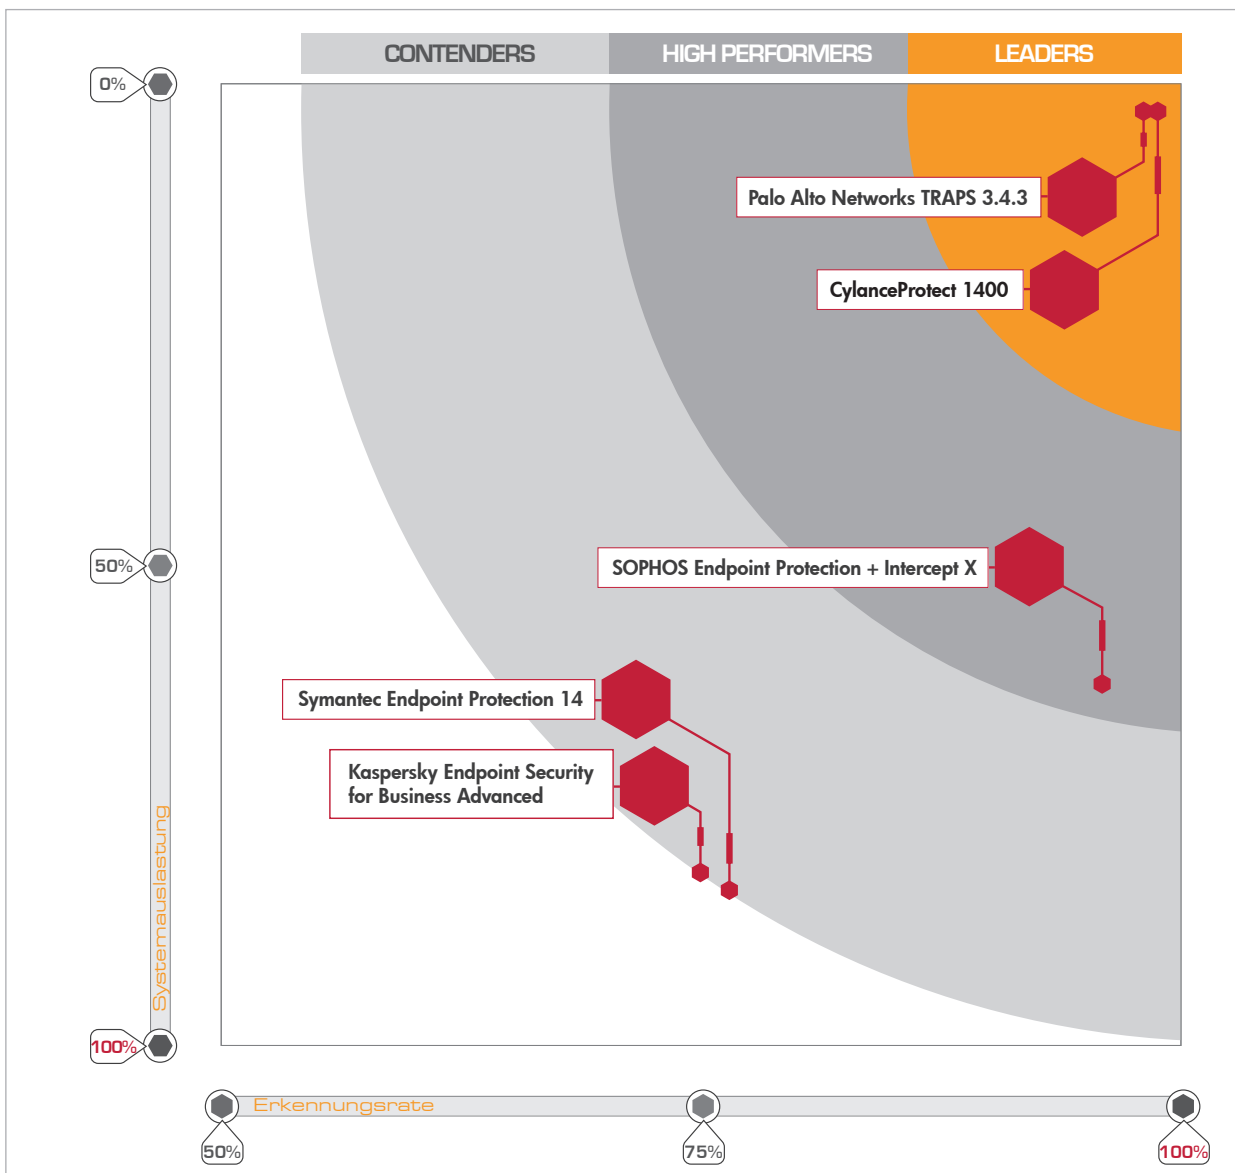 CONTENDERS
HIGH PERFORMERS
LEADERS
0%
Palo Alto Networks TRAPS 3.4.3
CylancePROTECT 1400
50%
SOPHOS Endpoint Protection + Intercept X
Symantec Endpoint Protection 14
Kaspersky Endpoint Security
for Business Advanced
Systemauslastung
100%
Erkennungsrate
50%
75%
100%